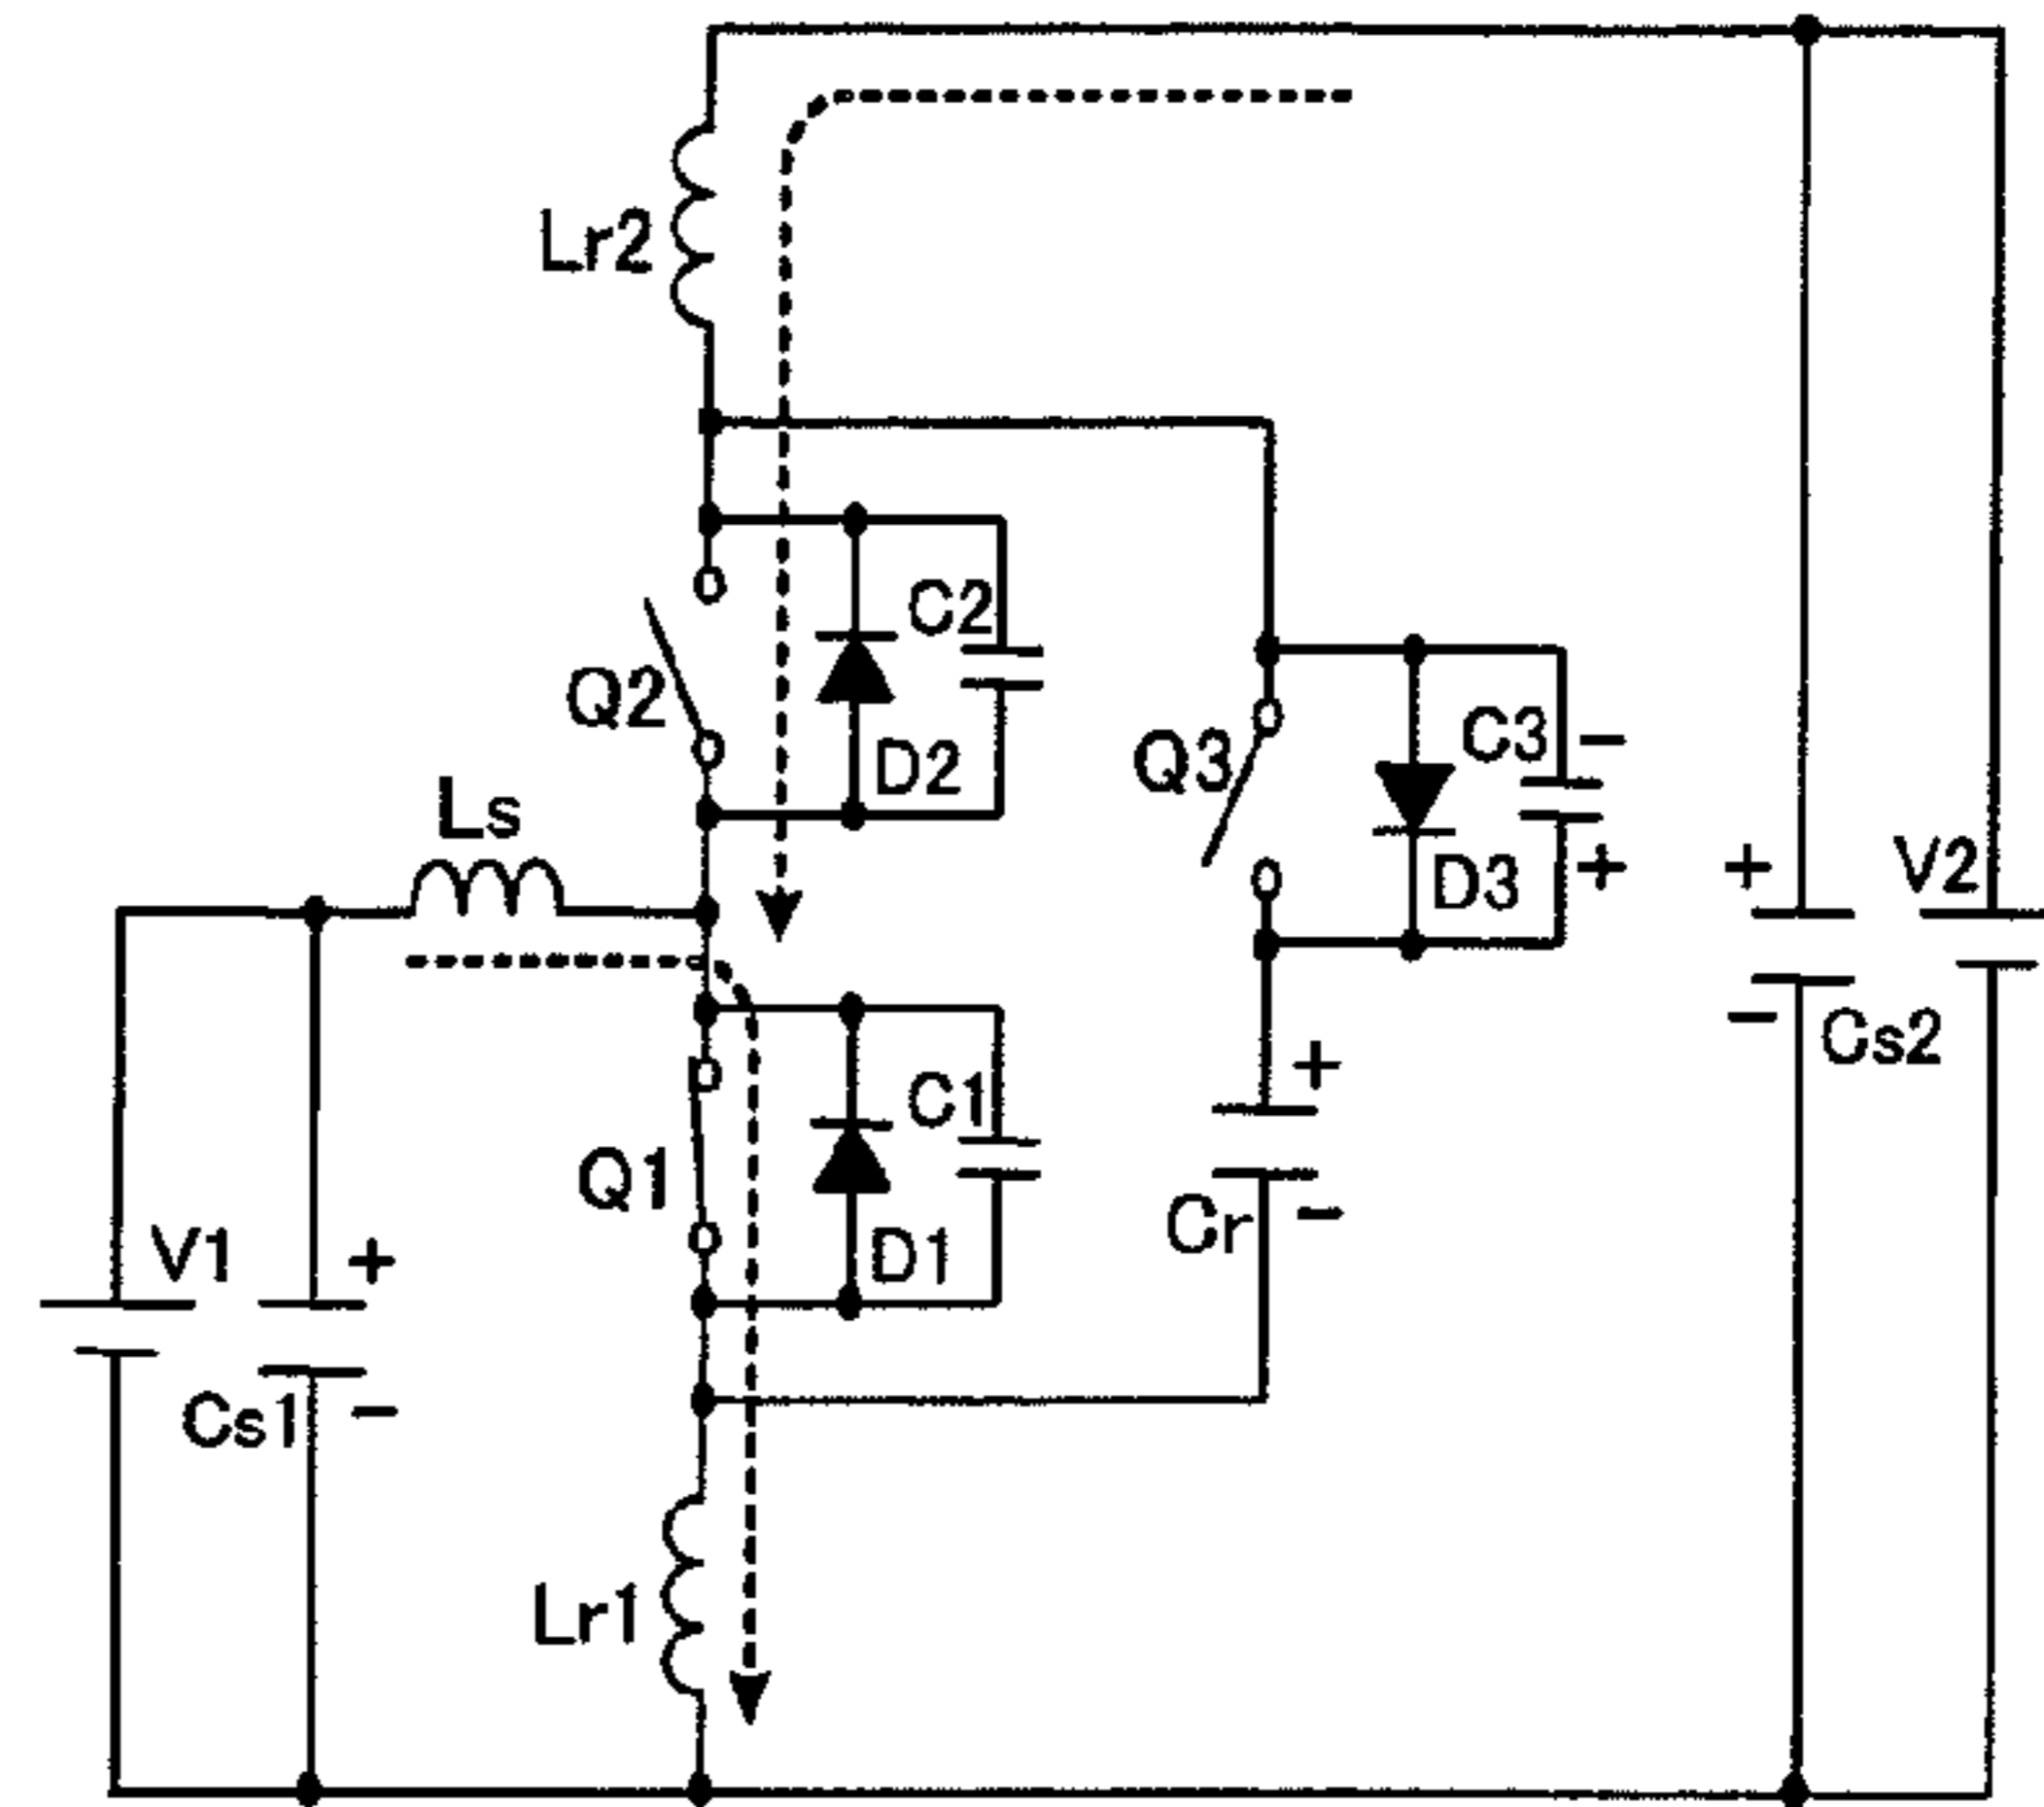 Lr2
C2
Q2
D2
Q3
C3 -
+
D3
Ls
+
V2
-
Cs2
C1
Q1
D1
+
Cr -
V1
+
Cs1 -
Lr1